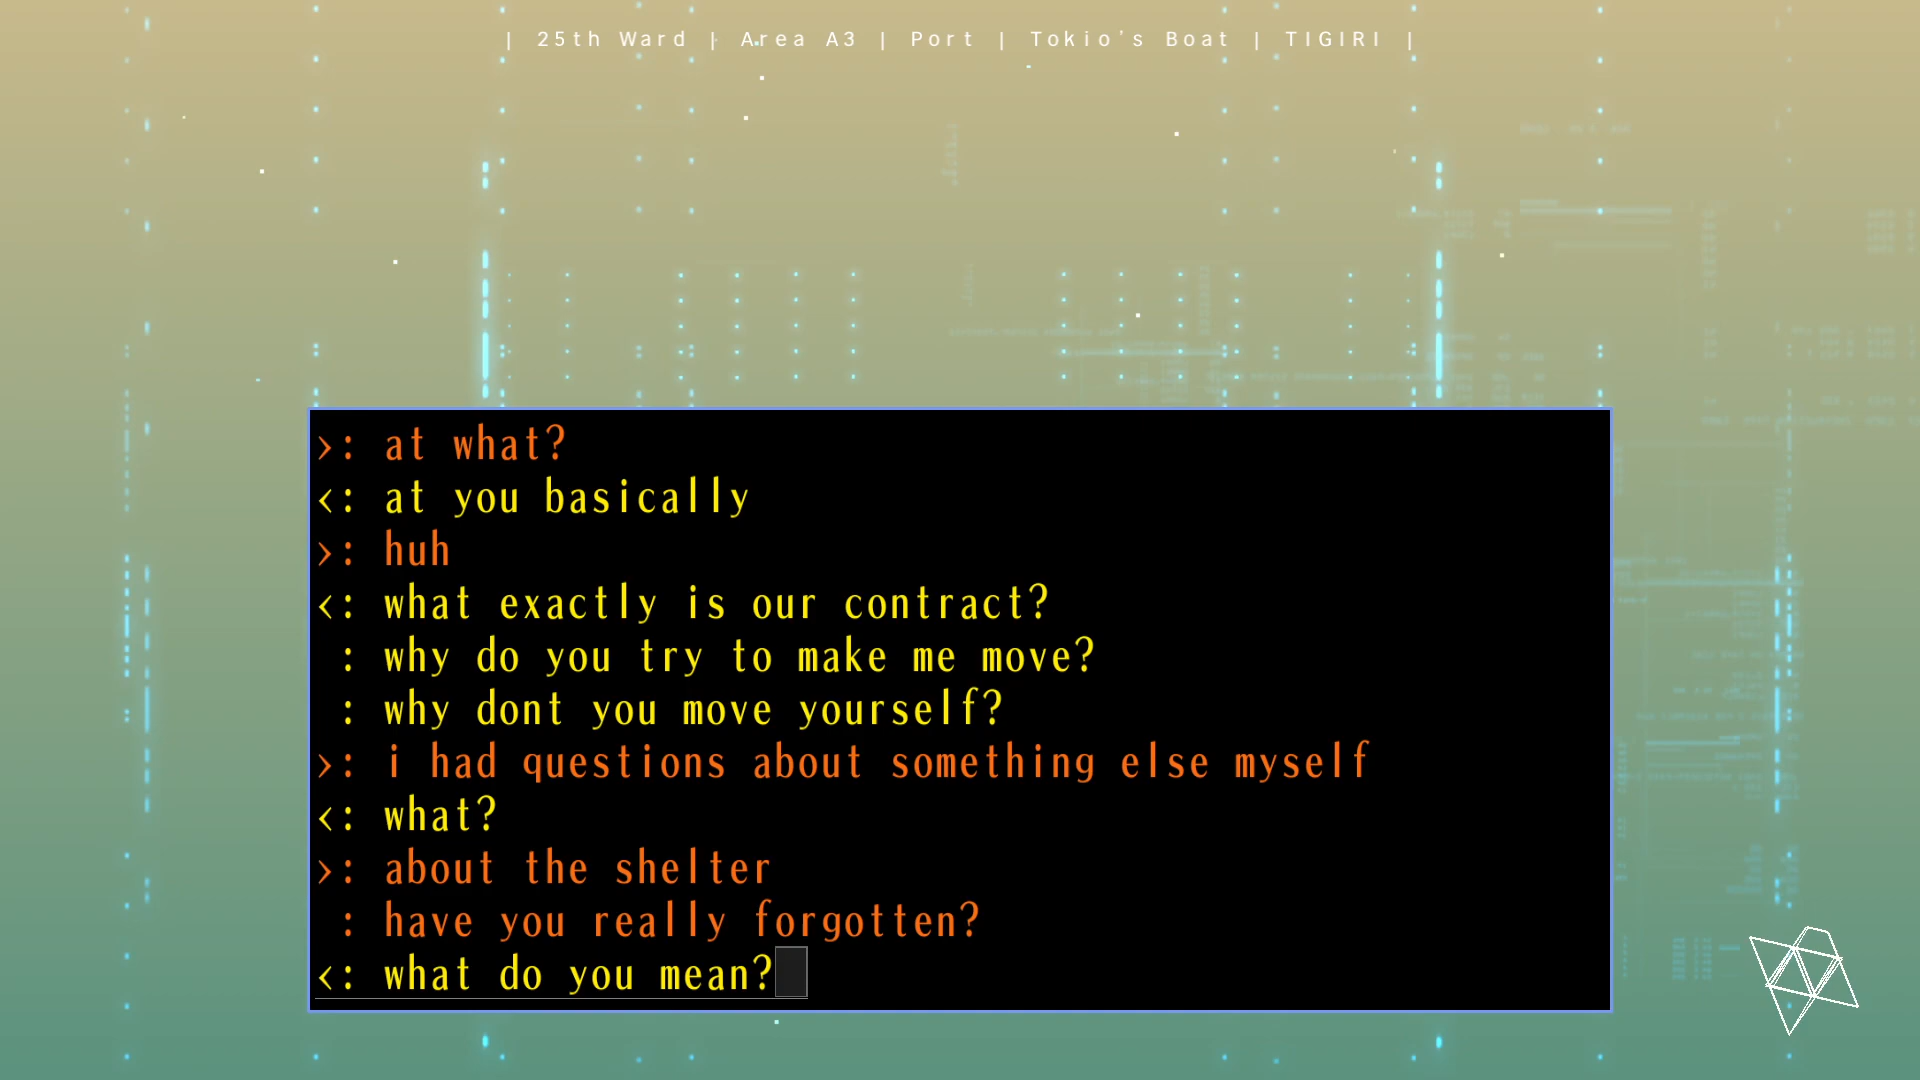 | 25th Ward | Area A3 | Port | Tokio's Boat | TIGIRI |
>: at what?
<: at you basically
>: huh
<: what exactly is our contract?
: why do you try to make me move?
: why dont you move yourself?
>: i had questions about something else myself
<: what?
>: about the shelter
: have you really forgotten?
<: what do you mean?